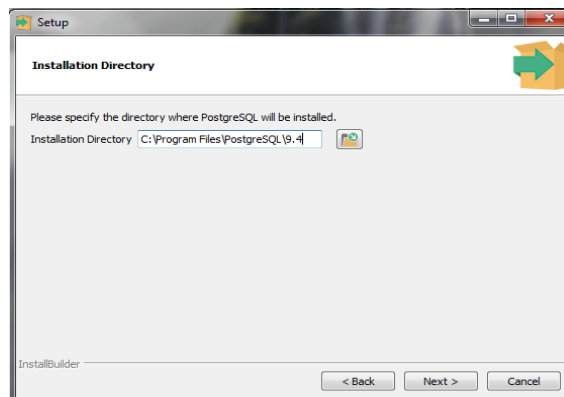 Setup
Installation Directory
Please specify the directory where PostgreSQL will be installed.
Installation Directory C:\Program Files\PostgreSQL\9.4
InstallBuilder
< Back Next > Cancel